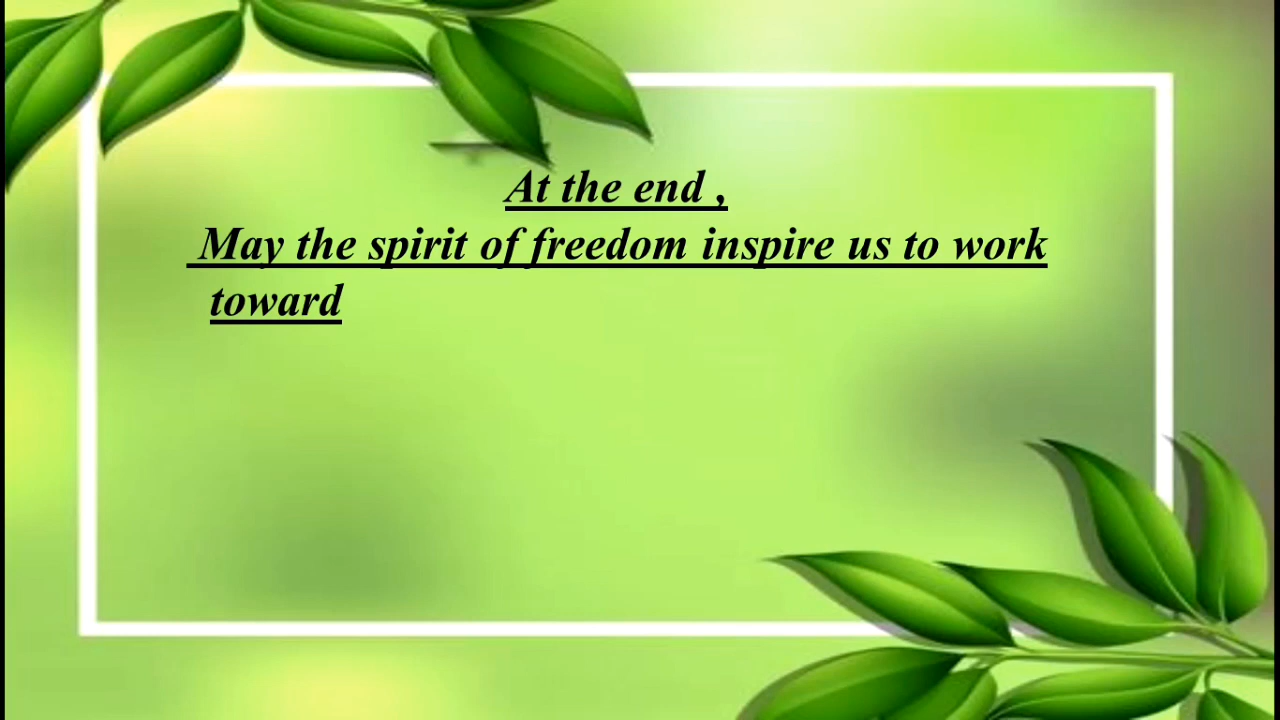 At the end ,
May the spirit of freedom inspire us to work
toward